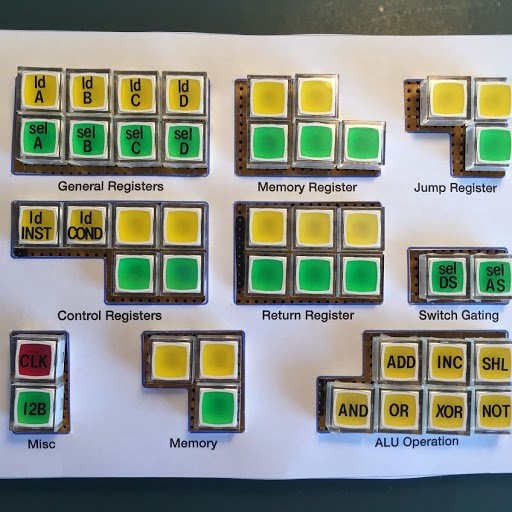 ld A
ld B
ld C
ld D
sel A
sel B
sel C
sel D
General Registers
Memory Register
Jump Register
ld INST
ld COND
sel DS
sel AS
Control Registers
Return Register
Switch Gating
CLK
I2B
ADD
INC
SHL
AND
OR
XOR
NOT
Misc
Memory
ALU Operation